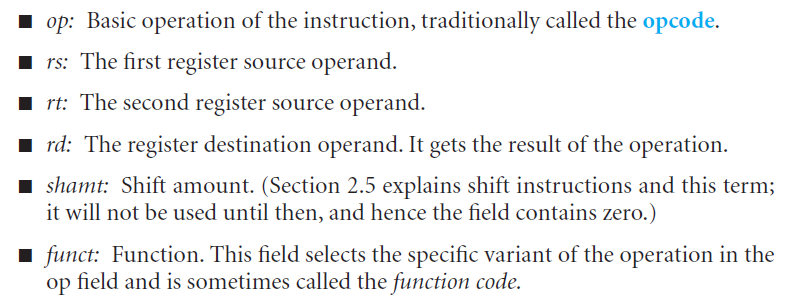 ■ op: Basic operation of the instruction, traditionally called the opcode.
■ rs: The first register source operand.
■ rt: The second register source operand.
■ rd: The register destination operand. It gets the result of the operation.
■ shamt: Shift amount. (Section 2.5 explains shift instructions and this term;
it will not be used until then, and hence the field contains zero.)
■ funct: Function. This field selects the specific variant of the operation in the
op field and is sometimes called the function code.